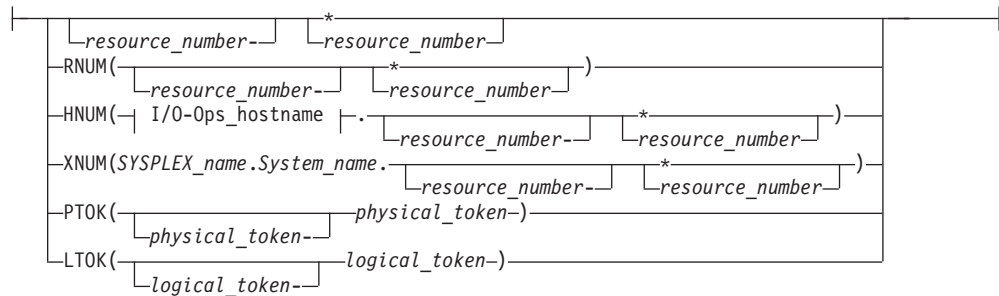 *
resource_number- resource_number
RNUM( * )
resource_number- resource_number
HNUM( I/O-Ops_hostname . * )
resource_number- resource_number
XNUM(SYSPLEX_name.System_name. * )
resource_number- resource_number
PTOK( physical_token )
physical_token-
LTOK( logical_token )
logical_token-